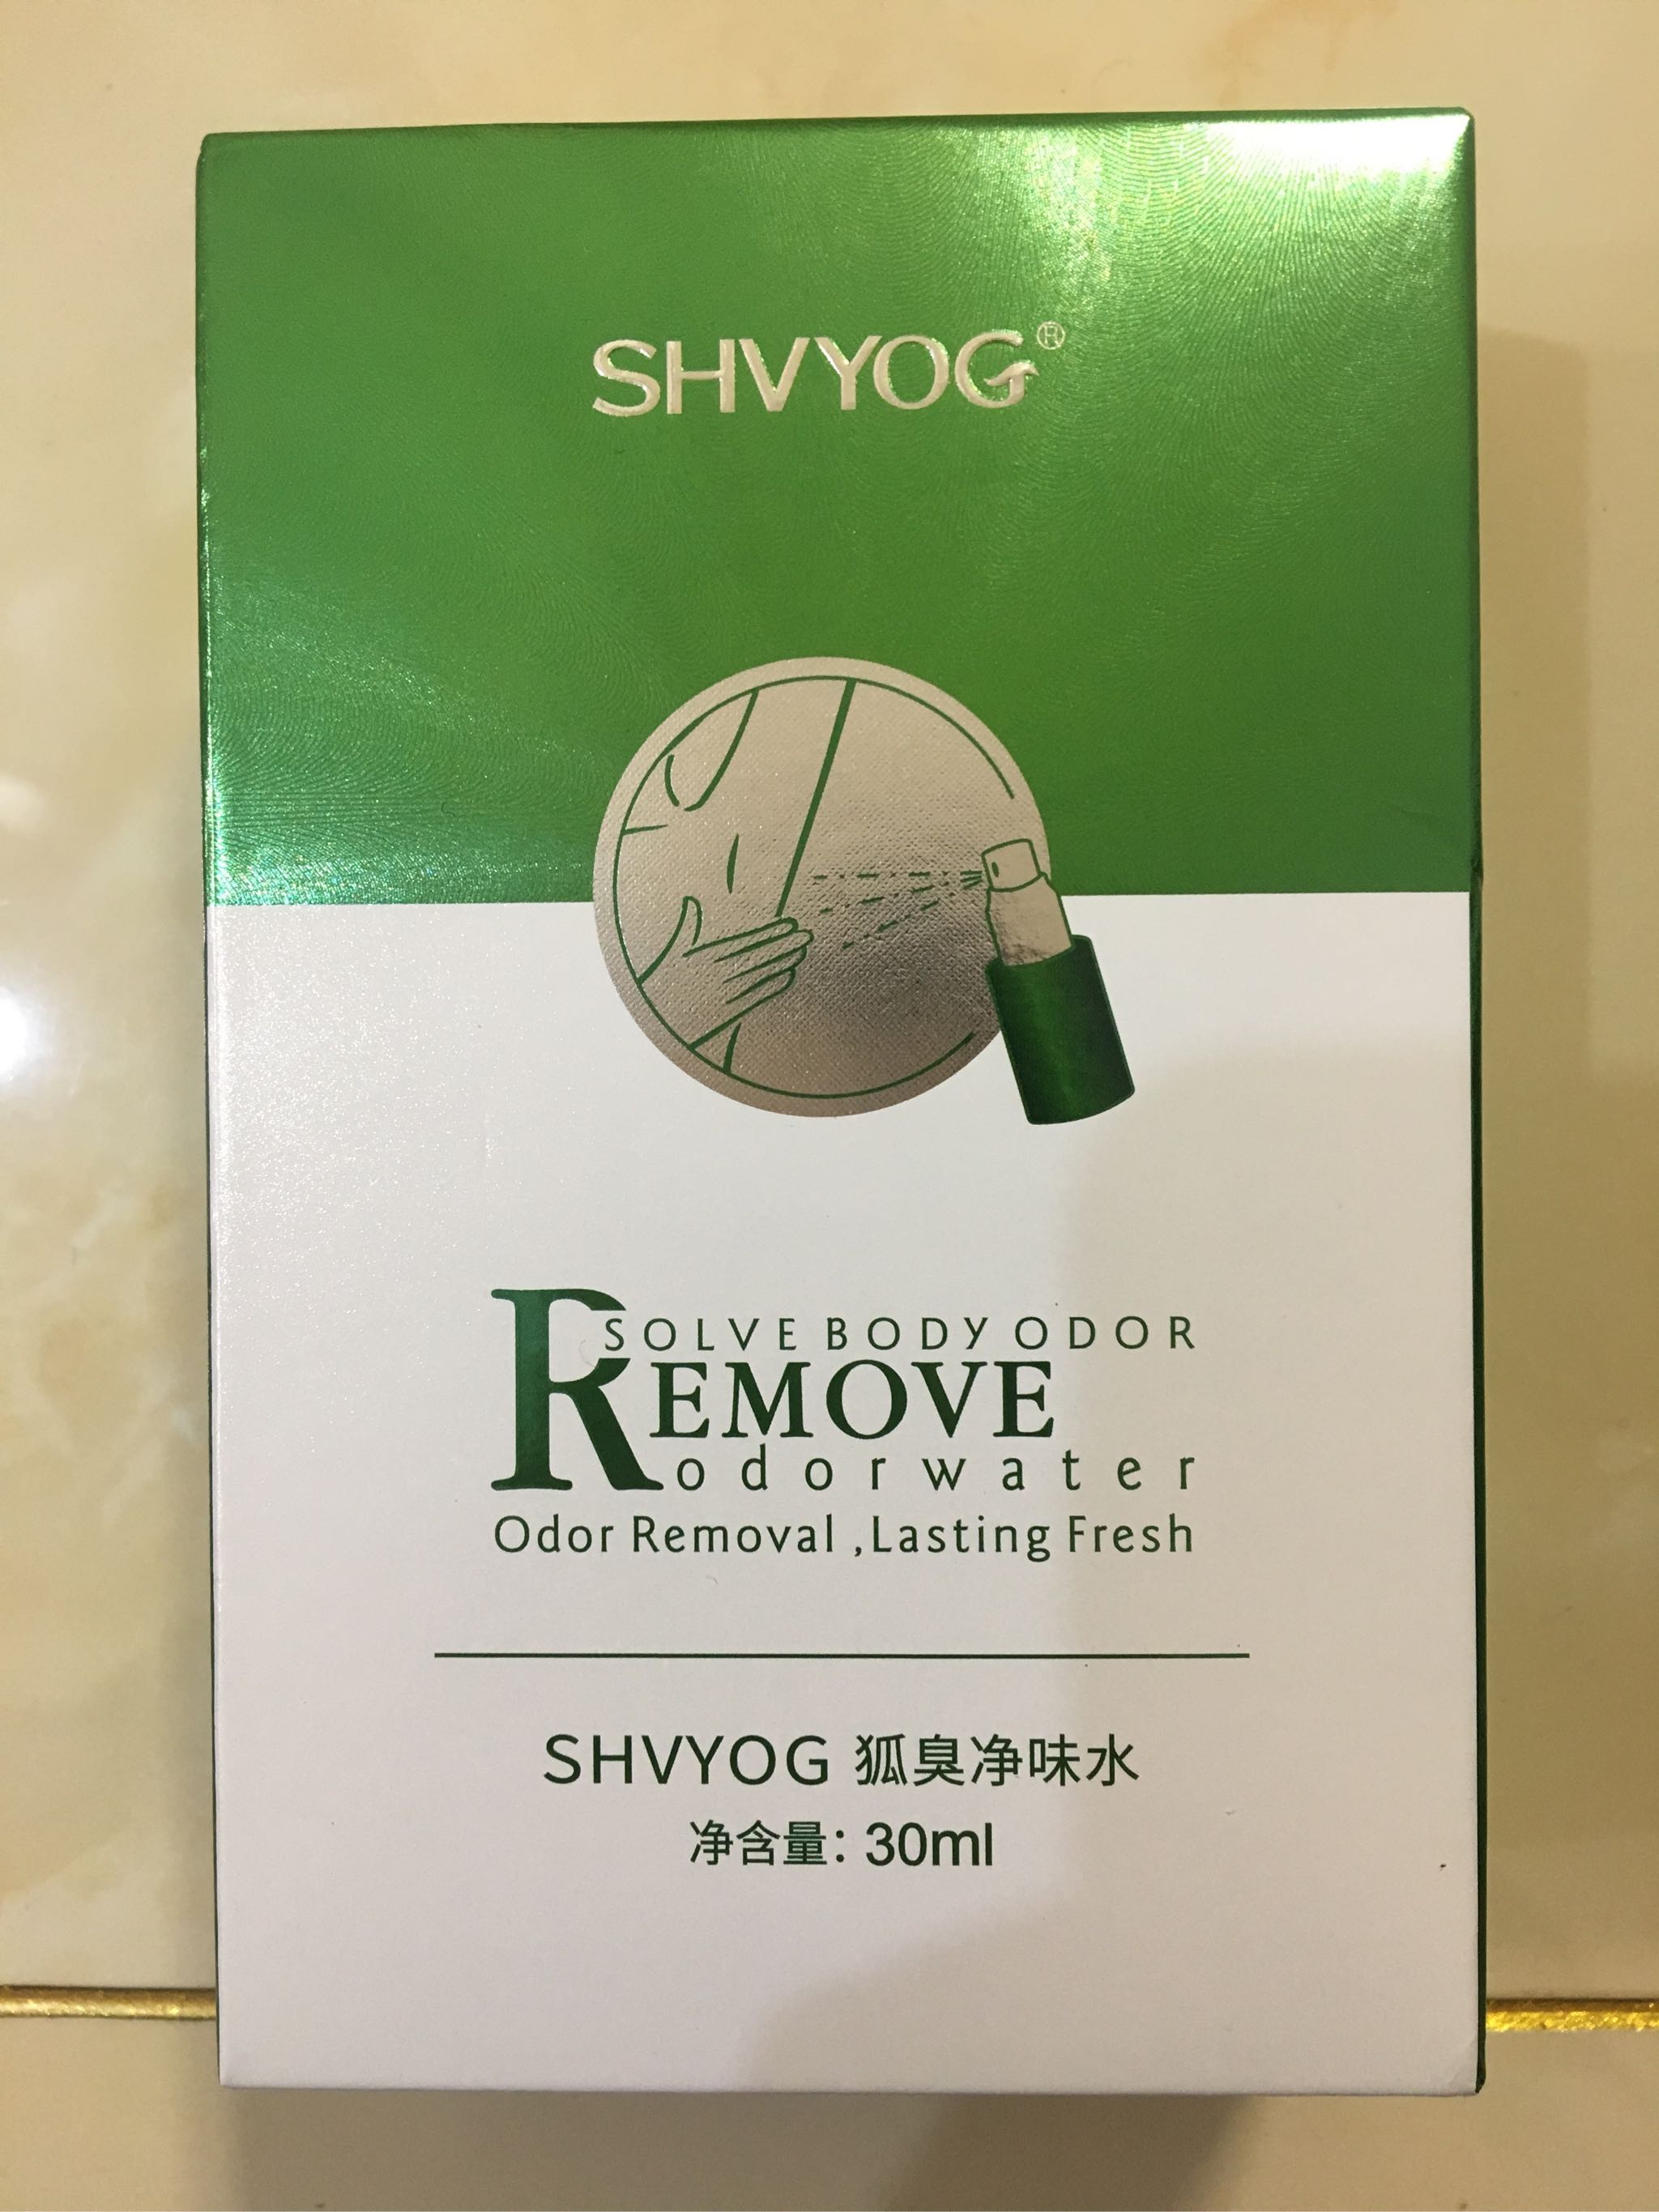 SHVYOG®
SOLVE BODY ODOR
REMOVE
odorwater
Odor Removal ,Lasting Fresh
SHVYOG 狐臭净味水
净含量：30ml